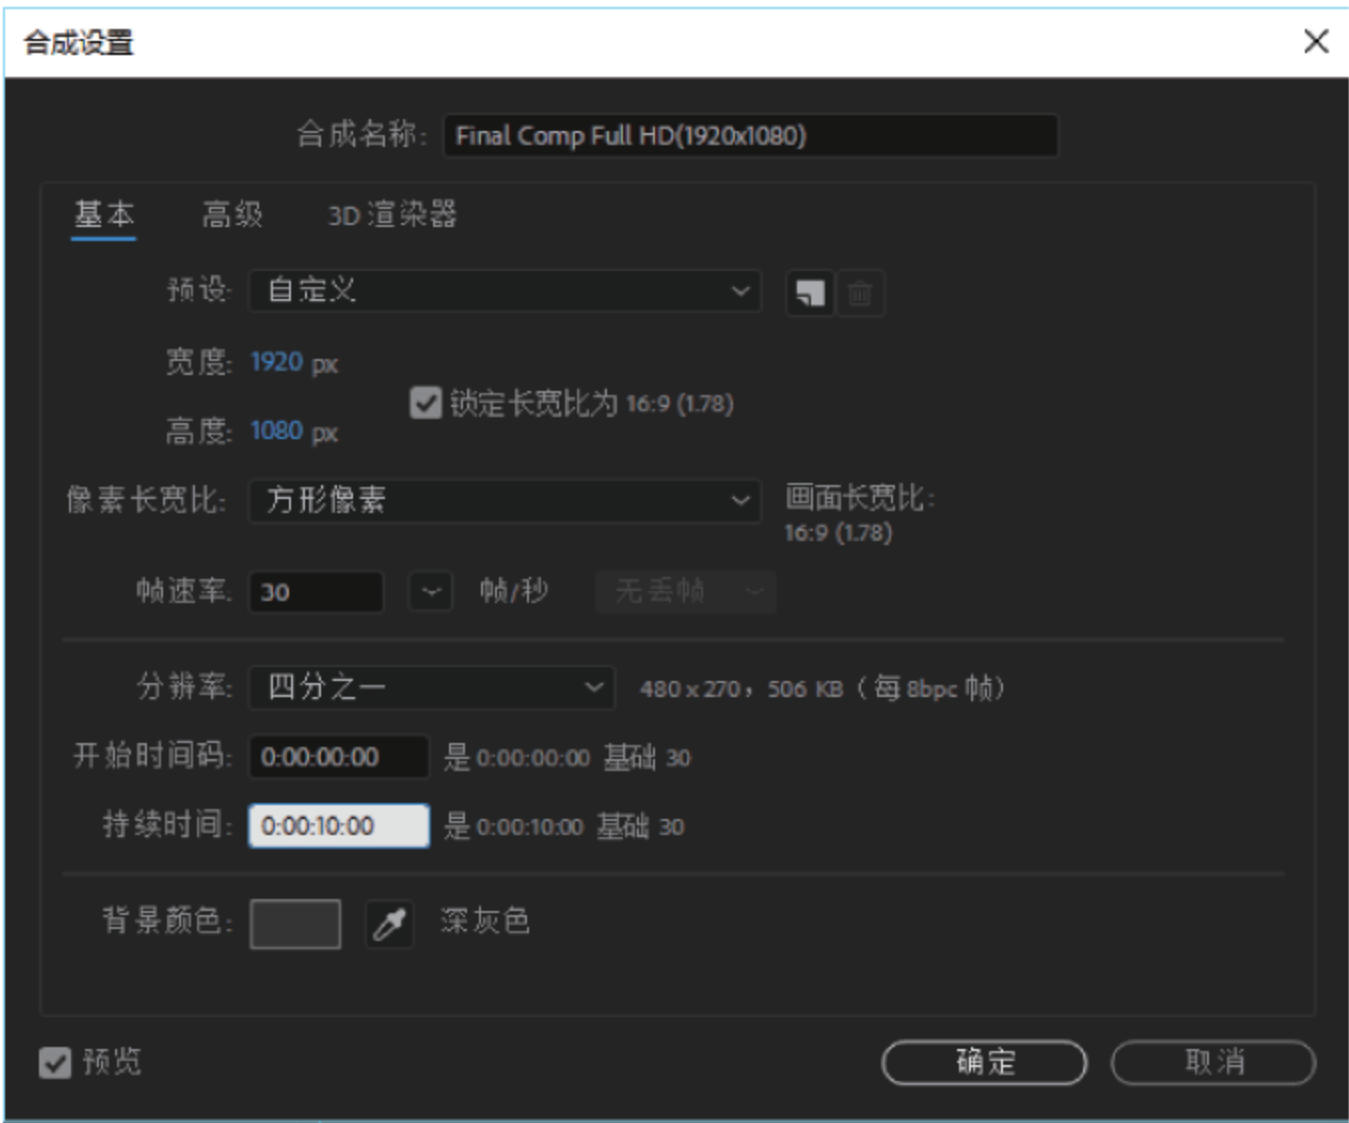 合成设置
合成名称: Final Comp Full HD(1920x1080)
基本 高级 3D 渲染器
预设: 自定义
宽度: 1920 px
锁定长宽比为 16:9 (1.78)
高度: 1080 px
像素长宽比: 方形像素 画面长宽比:
16:9 (1.78)
帧速率: 30 帧/秒 无丢帧
分辨率: 四分之一 480 x 270，506 KB（每 8bpc 帧）
开始时间码: 0:00:00:00 是 0:00:00:00 基础 30
持续时间: 0:00:10:00 是 0:00:10:00 基础 30
背景颜色: 深灰色
预览 确定 取消